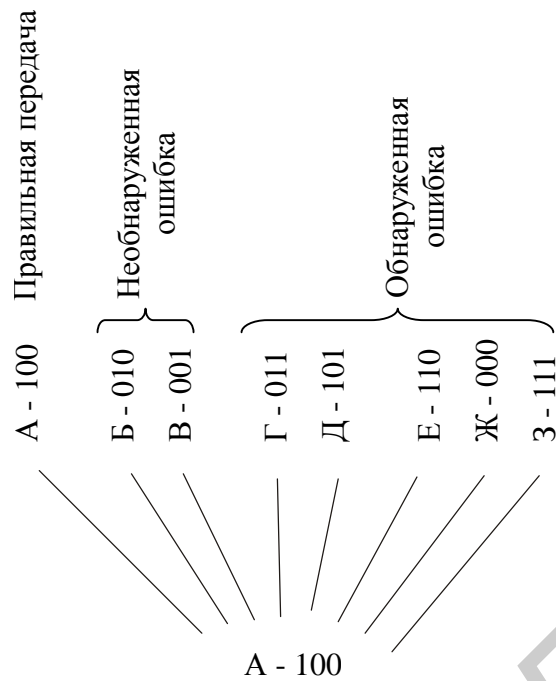 А - 100
А - 100 Правильная передача
Б - 010
В - 001
Необнаруженная
ошибка
Г - 011
Д - 101
Е - 110
Ж - 000
З - 111
Обнаруженная
ошибка